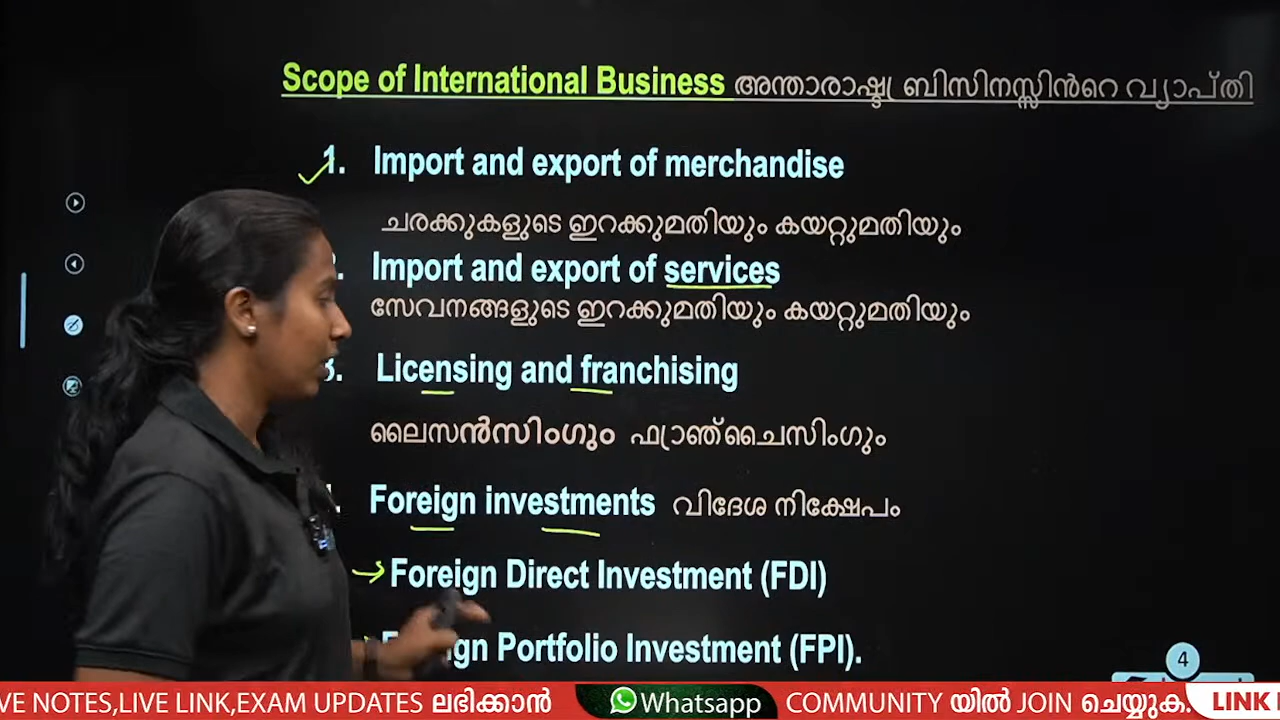 Scope of International Business അന്താരാഷ്ട്ര ബിസിനസ്സിൻറെ വ്യാപ്തി
1. Import and export of merchandise
ചരക്കുകളുടെ ഇറക്കുമതിയും കയറ്റുമതിയും
Import and export of services
സേവനങ്ങളുടെ ഇറക്കുമതിയും കയറ്റുമതിയും
3. Licensing and franchising
ലൈസൻസിംഗും ഫ്രാഞ്ചൈസിംഗും
Foreign investments വിദേശ നിക്ഷേപം
Foreign Direct Investment (FDI)
Portfolio Investment (FPI).
4
NOTES,LIVE LINK,EXAM UPDATES ലഭിക്കാൻ Whatsapp COMMUNITY യിൽ JOIN ചെയ്യുക. LINK